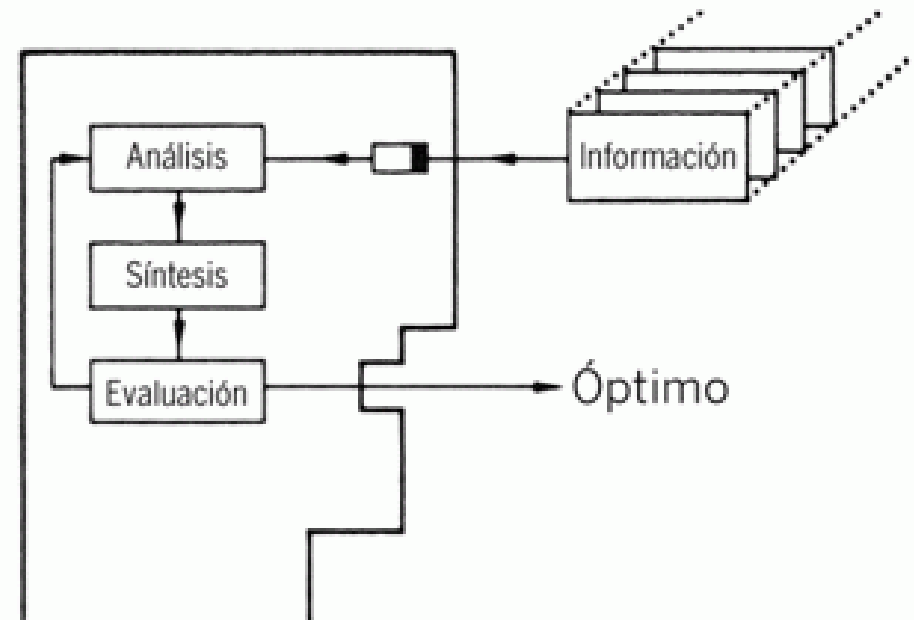 Análisis
Información
Síntesis
Evaluación
Óptimo